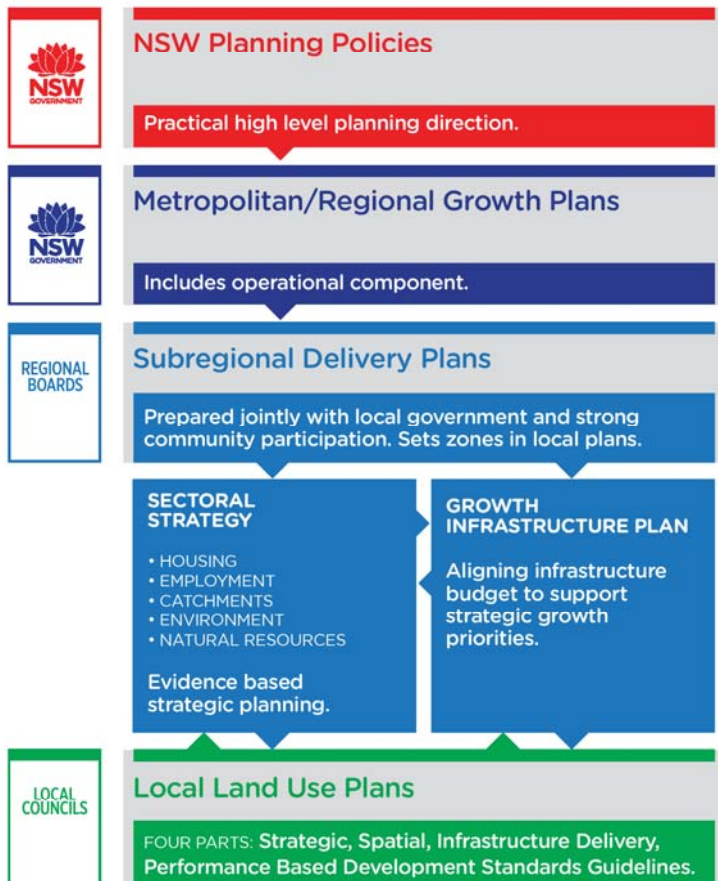 NSW
GOVERNMENT
NSW Planning Policies
Practical high level planning direction.
NSW
GOVERNMENT
Metropolitan/Regional Growth Plans
Includes operational component.
REGIONAL
BOARDS
Subregional Delivery Plans
Prepared jointly with local government and strong
community participation. Sets zones in local plans.
SECTORAL
STRATEGY
• HOUSING
• EMPLOYMENT
• CATCHMENTS
• ENVIRONMENT
• NATURAL RESOURCES
Evidence based
strategic planning.
GROWTH
INFRASTRUCTURE PLAN
Aligning infrastructure
budget to support
strategic growth
priorities.
LOCAL
COUNCILS
Local Land Use Plans
FOUR PARTS: Strategic, Spatial, Infrastructure Delivery,
Performance Based Development Standards Guidelines.